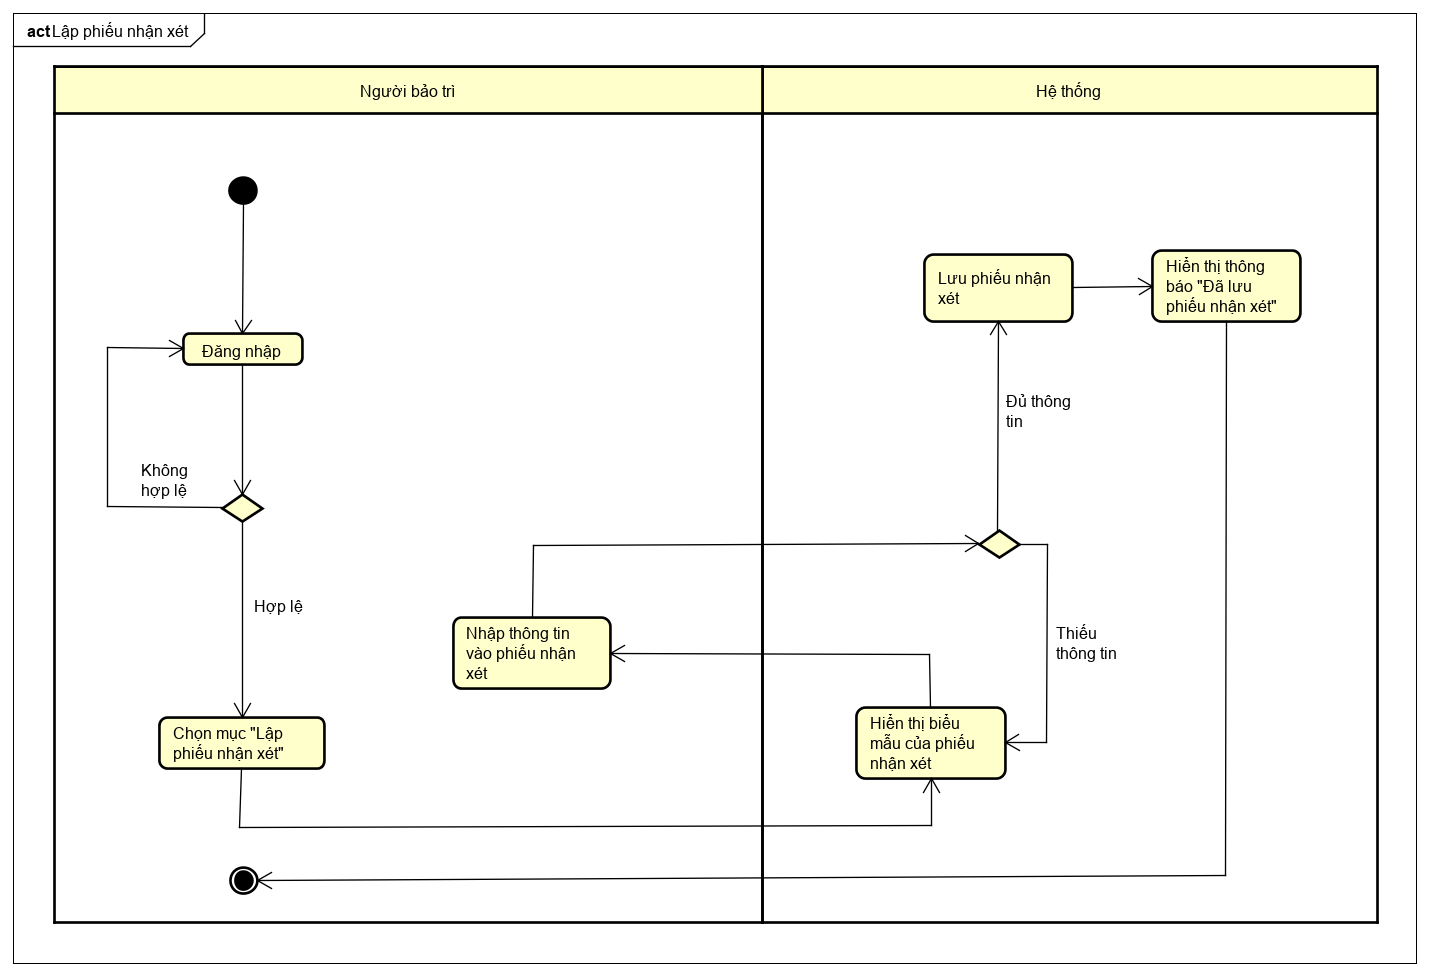 act Lập phiếu nhận xét
Người bảo trì
Hệ thống
Lưu phiếu nhận
xét
Hiển thị thông
báo "Đã lưu
phiếu nhận xét"
Đăng nhập
Đủ thông
tin
Không
hợp lệ
Hợp lệ
Nhập thông tin
vào phiếu nhận
xét
Thiếu
thông tin
Chọn mục "Lập
phiếu nhận xét"
Hiển thị biểu
mẫu của phiếu
nhận xét